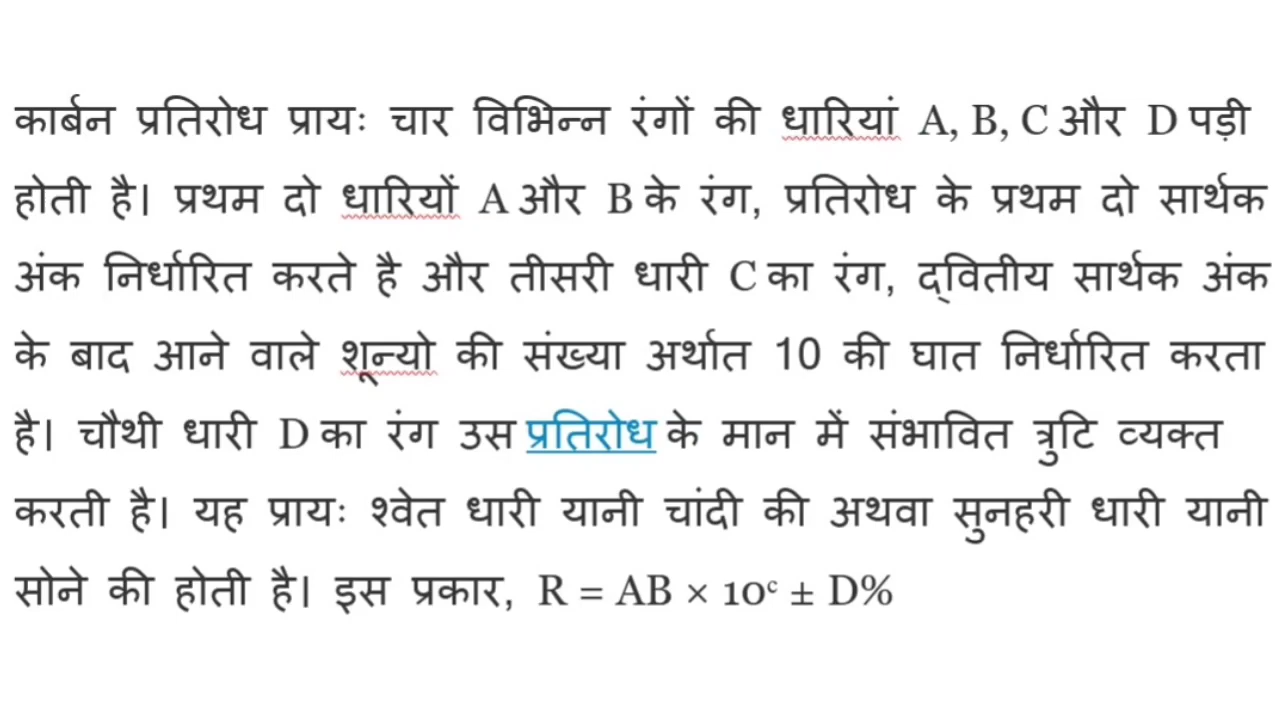 कार्बन प्रतिरोध प्रायः चार विभिन्न रंगों की धारियां A, B, C और D पड़ी
होती है। प्रथम दो धारियों A और B के रंग, प्रतिरोध के प्रथम दो सार्थक
अंक निर्धारित करते है और तीसरी धारी C का रंग, द्वितीय सार्थक अंक
के बाद आने वाले शून्यो की संख्या अर्थात 10 की घात निर्धारित करता
है। चौथी धारी D का रंग उस प्रतिरोध के मान में संभावित त्रुटि व्यक्त
करती है। यह प्रायः श्वेत धारी यानी चांदी की अथवा सुनहरी धारी यानी
सोने की होती है। इस प्रकार, R = AB × 10ᶜ ± D%